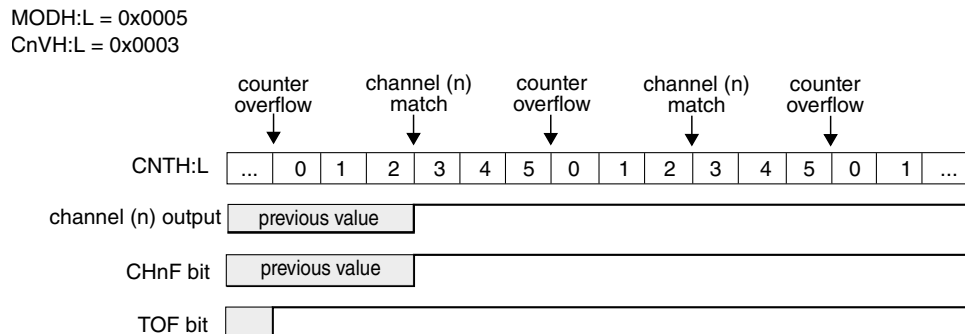 MODH:L = 0x0005
CnVH:L = 0x0003
counter overflow
channel (n) match
counter overflow
channel (n) match
counter overflow
CNTH:L ... 0 1 2 3 4 5 0 1 2 3 4 5 0 1 ...
channel (n) output previous value
CHnF bit previous value
TOF bit